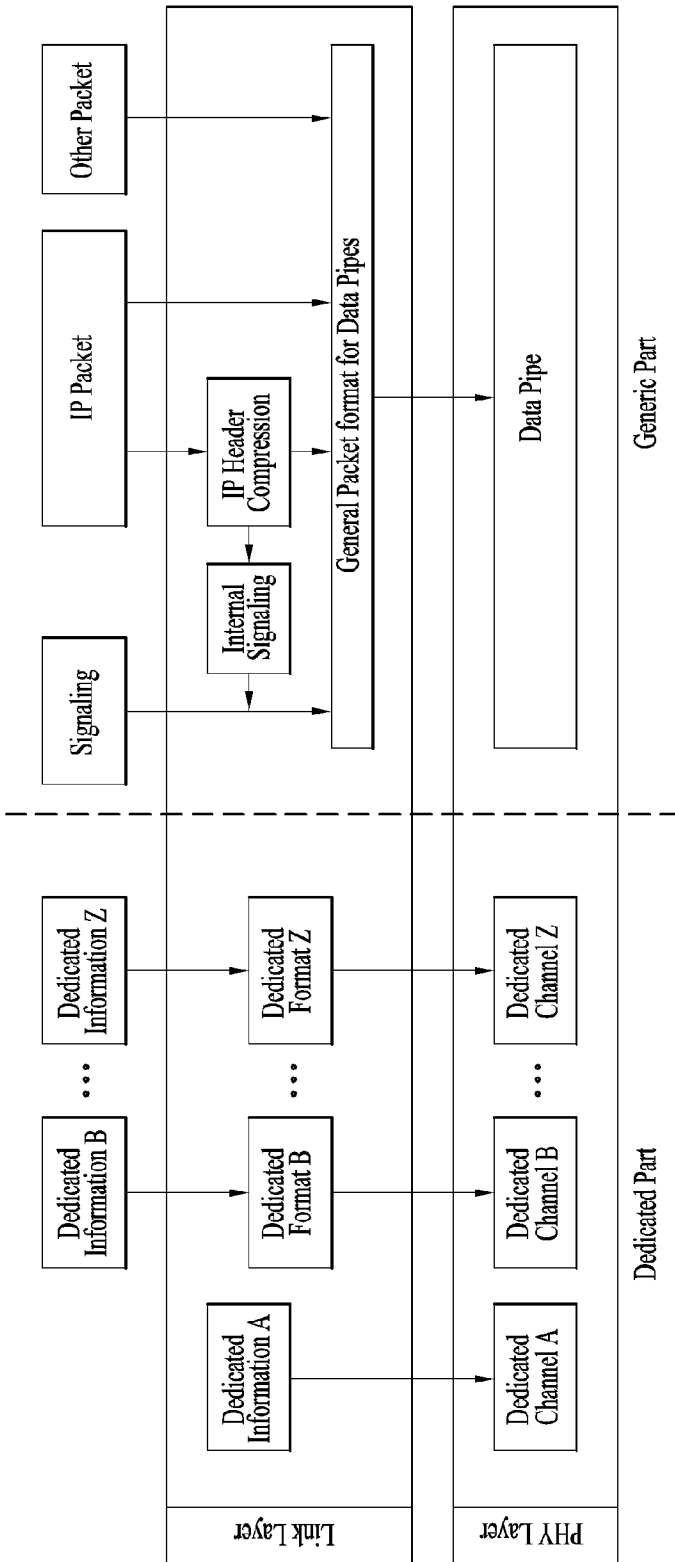 Dedicated
Information B
• • •
Dedicated
Information Z
Signaling
IP Packet
Other Packet
Link Layer
Dedicated
Information A
Dedicated
Format B
• • •
Dedicated
Format Z
Internal
Signaling
IP Header
Compression
General Packet format for Data Pipes
PHY Layer
Dedicated
Channel A
Dedicated
Channel B
• • •
Dedicated
Channel Z
Data Pipe
Dedicated Part
Generic Part